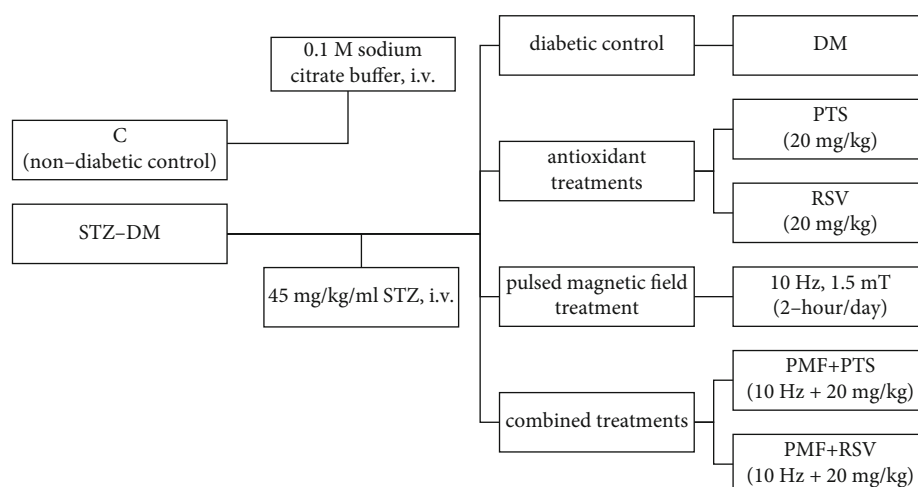 0.1 M sodium
citrate buffer, i.v.
C
(non–diabetic control)
STZ–DM
45 mg/kg/ml STZ, i.v.
diabetic control
DM
antioxidant
treatments
PTS
(20 mg/kg)
RSV
(20 mg/kg)
pulsed magnetic field
treatment
10 Hz, 1.5 mT
(2–hour/day)
combined treatments
PMF+PTS
(10 Hz + 20 mg/kg)
PMF+RSV
(10 Hz + 20 mg/kg)